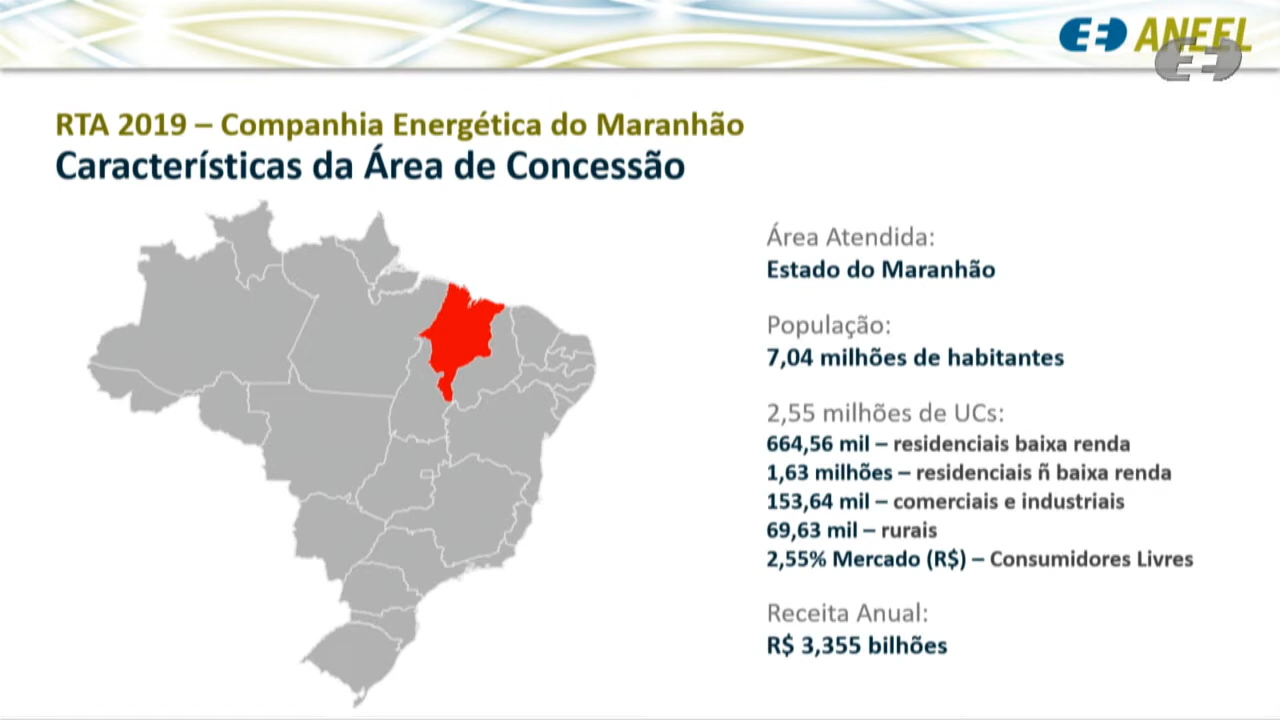 ANEEL
RTA 2019 – Companhia Energética do Maranhão
Características da Área de Concessão
Área Atendida:
Estado do Maranhão
População:
7,04 milhões de habitantes
2,55 milhões de UCs:
664,56 mil – residenciais baixa renda
1,63 milhões – residenciais ñ baixa renda
153,64 mil – comerciais e industriais
69,63 mil – rurais
2,55% Mercado (R$) – Consumidores Livres
Receita Anual:
R$ 3,355 bilhões